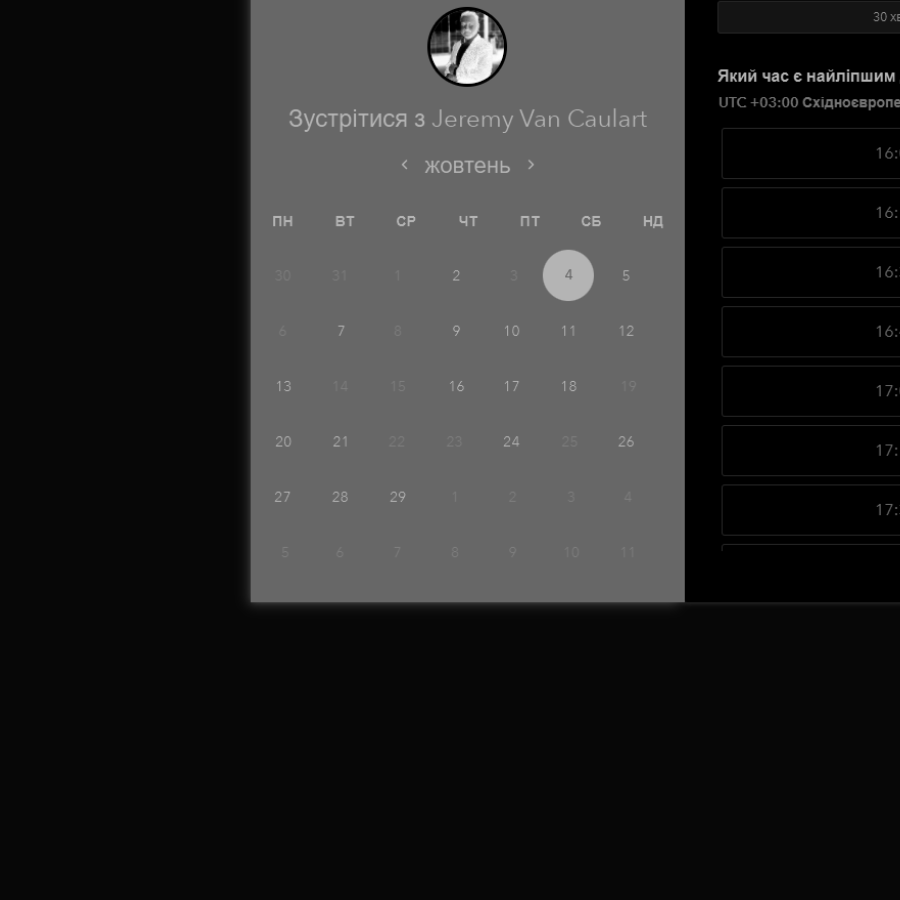 Зустрітися з Jeremy Van Caulart
жовтень
ПН ВТ СР ЧТ ПТ СБ НД
30 31 1 2 3 4 5
6 7 8 9 10 11 12
13 14 15 16 17 18 19
20 21 22 23 24 25 26
27 28 29 1 2 3 4
5 6 7 8 9 10 11
30
Який час є найліпшим
UTC +03:00
16:
16:
16:
16:
17:
17:
17: